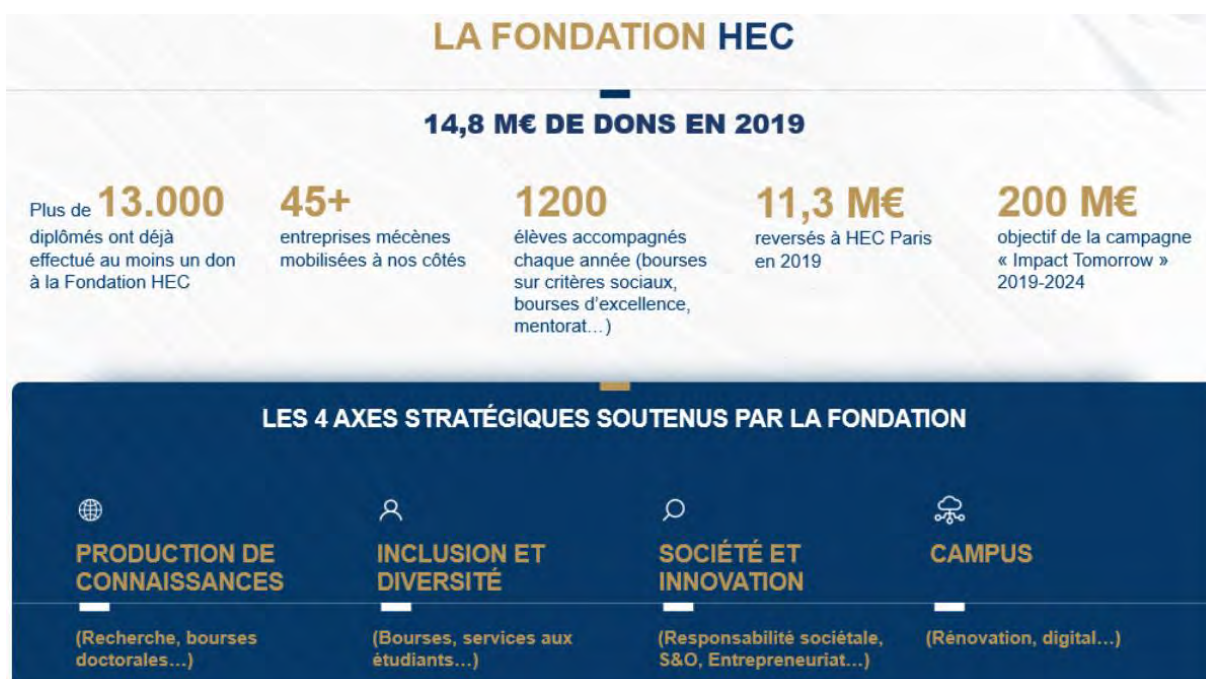 LA FONDATION HEC
14,8 M€ DE DONS EN 2019
Plus de 13.000
diplômés ont déjà
effectué au moins un don
à la Fondation HEC
45+
entreprises mécènes
mobilisées à nos côtés
1200
élèves accompagnés
chaque année (bourses
sur critères sociaux,
bourses d'excellence,
mentorat…)
11,3 M€
reversés à HEC Paris
en 2019
200 M€
objectif de la campagne
« Impact Tomorrow »
2019-2024
LES 4 AXES STRATÉGIQUES SOUTENUS PAR LA FONDATION
PRODUCTION DE
CONNAISSANCES
(Recherche, bourses
doctorales…)
INCLUSION ET
DIVERSITÉ
(Bourses, services aux
étudiants…)
SOCIÉTÉ ET
INNOVATION
(Responsabilité sociétale,
S&O, Entrepreneuriat…)
CAMPUS
(Rénovation, digital…)